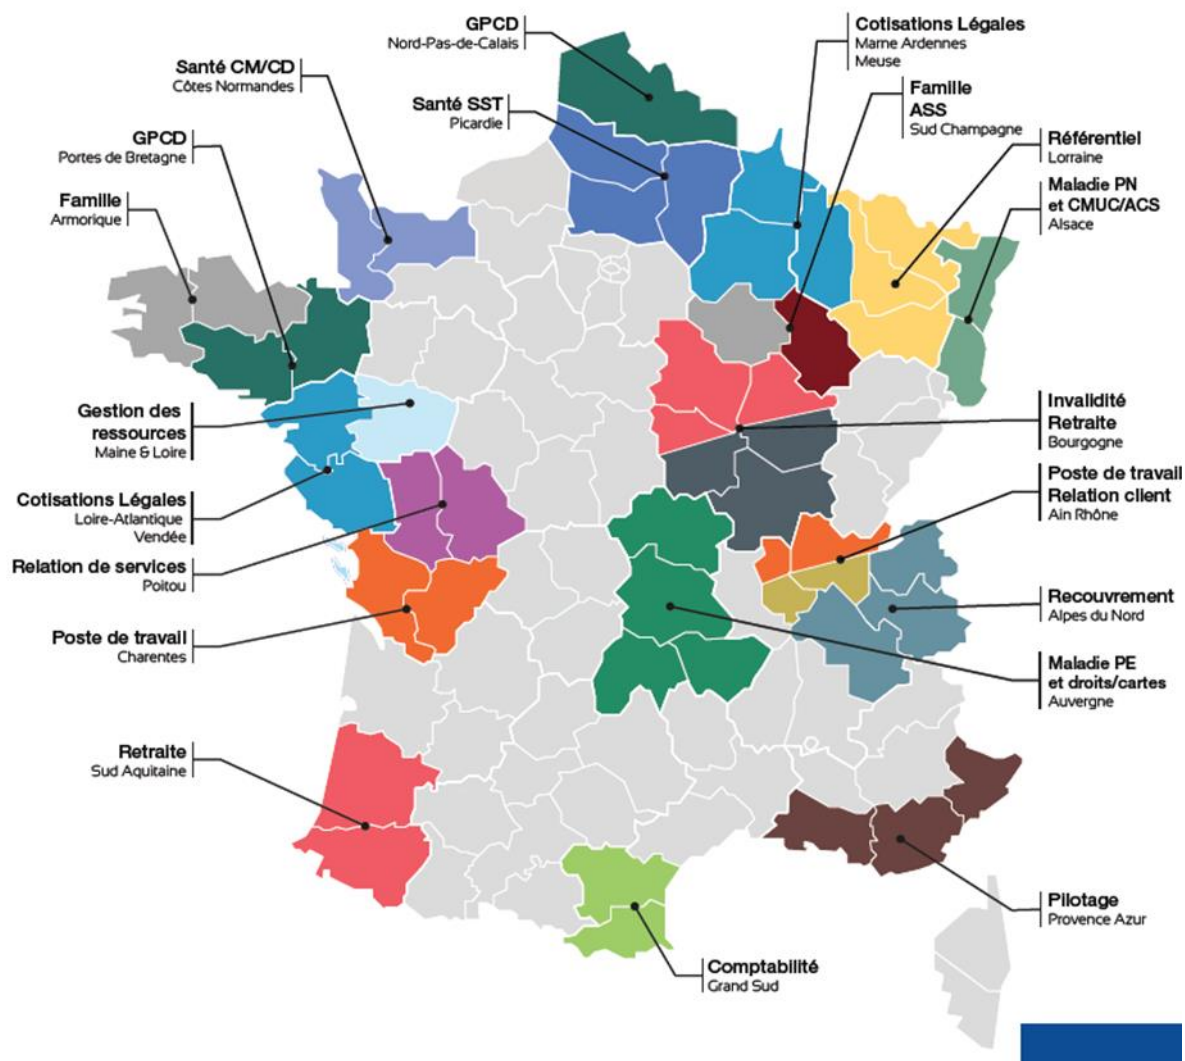 GPCD
Nord-Pas-de-Calais
Cotisations Légales
Marne Ardennes
Meuse
Santé CM/CD
Côtes Normandes
Famille
ASS
Sud Champagne
Santé SST
Picardie
GPCD
Portes de Bretagne
Référentiel
Lorraine
Maladie PN
et CMUC/ACS
Alsace
Famille
Armorique
Gestion des
ressources
Maine & Loire
Invalidité
Retraite
Bourgogne
Poste de travail
Relation client
Ain Rhône
Cotisations Légales
Loire-Atlantique
Vendée
Relation de services
Poitou
Recouvrement
Alpes du Nord
Poste de travail
Charentes
Maladie PE
et droits/cartes
Auvergne
Retraite
Sud Aquitaine
Pilotage
Provence Azur
Comptabilité
Grand Sud